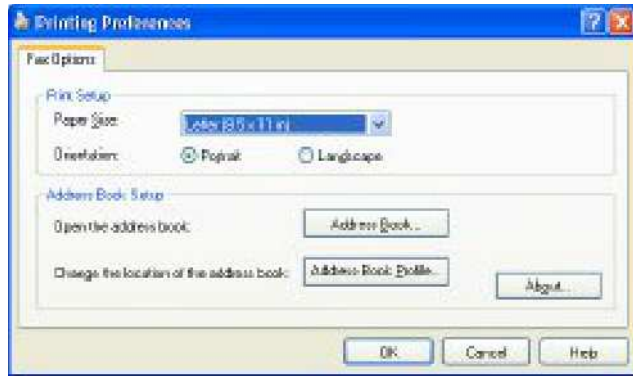 Printing Preferences
Fax Options
Print Setup
Paper Size:
Letter (8.5 x 11 in)
Orientation:
Portrait
Landscape
Address Book Setup
Open the address book:
Address Book...
Change the location of the address book:
Address Book Profile...
About...
OK
Cancel
Help